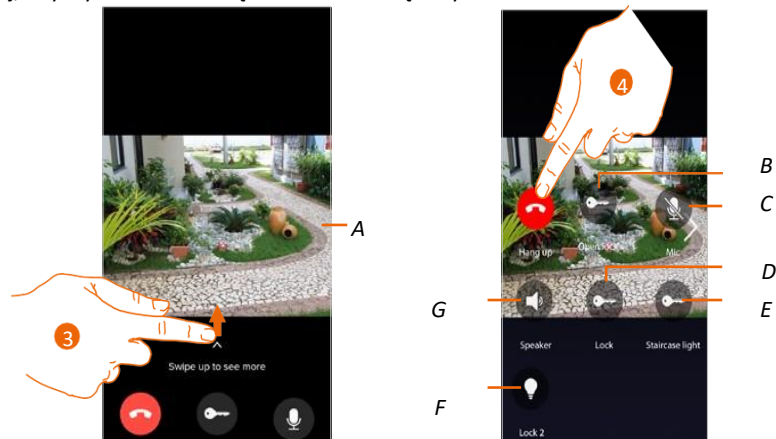 3
A
Swipe up to see more
4
B
C
Hang up
Mic
D
E
G
Speaker
Lock
Staircase light
F
Lock 2